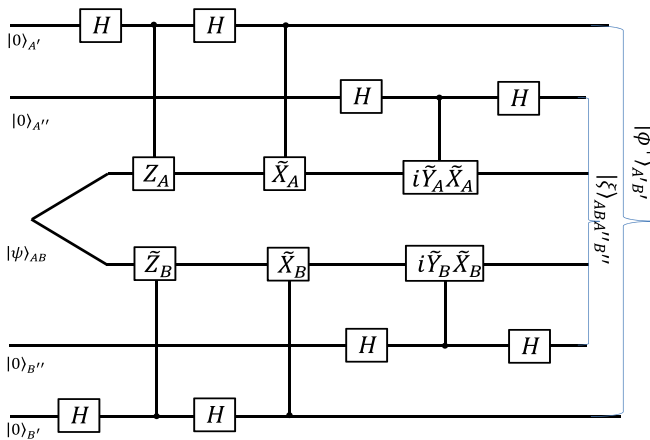 H H
|0⟩_{A'}
H H
|0⟩_{A''}
Z_A X̃_A iỸ_A X̃_A
|ψ⟩_{AB}
Z̃_B X̃_B iỸ_B X̃_B
H H
|0⟩_{B''}
H H
|0⟩_{B'}
|ξ⟩_{ABA''B''}
|φ'⟩_{A'B'}